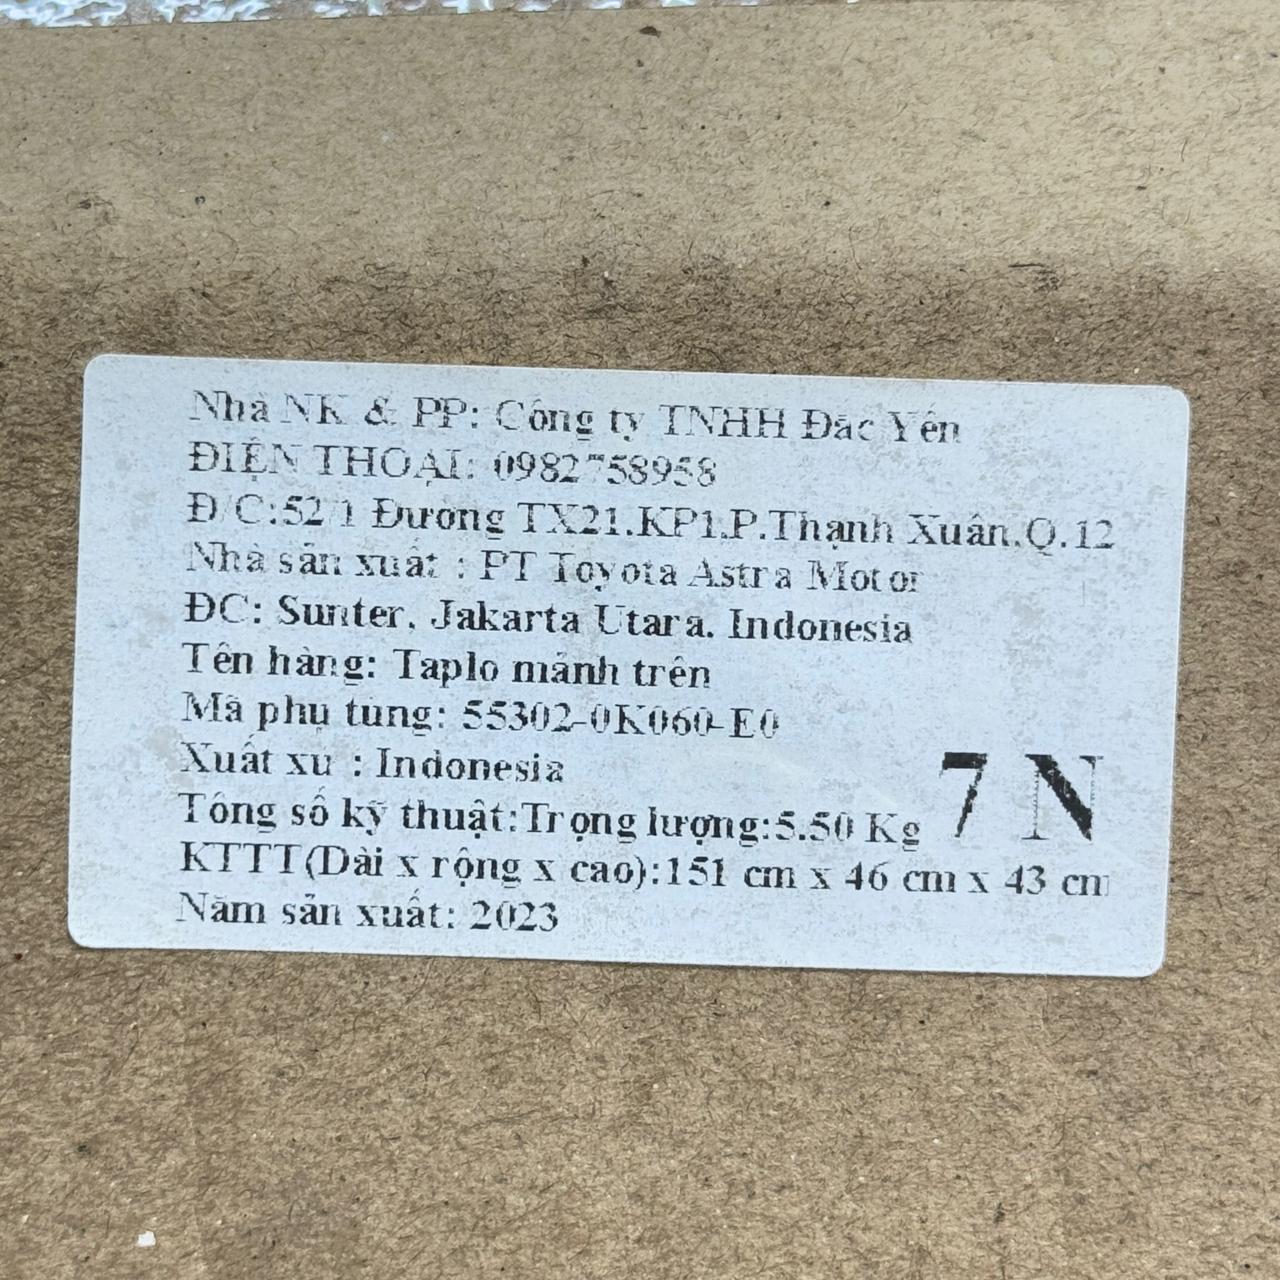 Nhà NK & PP: Công ty TNHH Đắc Yến
ĐIỆN THOẠI: 0982758958
Đ/C:52/1 Đường TX21.KP1.P.Thạnh Xuân.Q.12
Nhà sản xuất : PT Toyota Astra Motor
ĐC: Sunter, Jakarta Utara. Indonesia
Tên hàng: Taplo mảnh trên
Mã phụ tùng: 55302-0K060-E0
Xuất xứ : Indonesia
7 N
Tông số kỹ thuật:Trọng lượng:5.50 Kg
KTTT(Dài x rộng x cao):151 cm x 46 cm x 43 cm
Năm sản xuất: 2023